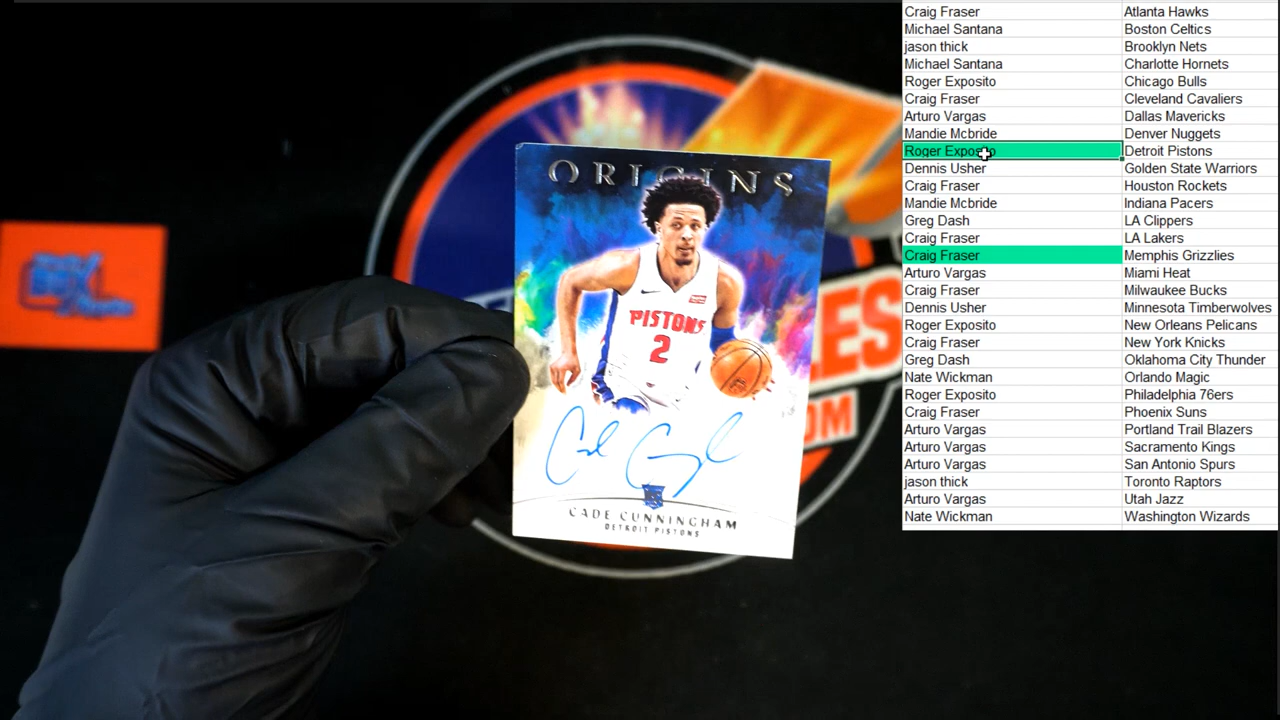 Craig Fraser Atlanta Hawks
Michael Santana Boston Celtics
jason thick Brooklyn Nets
Michael Santana Charlotte Hornets
Roger Exposito Chicago Bulls
Craig Fraser Cleveland Cavaliers
Arturo Vargas Dallas Mavericks
Mandie Mcbride Denver Nuggets
Roger Exposito Detroit Pistons
Dennis Usher Golden State Warriors
Craig Fraser Houston Rockets
Mandie Mcbride Indiana Pacers
Greg Dash LA Clippers
Craig Fraser LA Lakers
Craig Fraser Memphis Grizzlies
Arturo Vargas Miami Heat
Craig Fraser Milwaukee Bucks
Dennis Usher Minnesota Timberwolves
Roger Exposito New Orleans Pelicans
Craig Fraser New York Knicks
Greg Dash Oklahoma City Thunder
Nate Wickman Orlando Magic
Roger Exposito Philadelphia 76ers
Craig Fraser Phoenix Suns
Arturo Vargas Portland Trail Blazers
Arturo Vargas Sacramento Kings
Arturo Vargas San Antonio Spurs
jason thick Toronto Raptors
Arturo Vargas Utah Jazz
Nate Wickman Washington Wizards
ORIGINS
PISTONS
2
CADE CUNNINGHAM
DETROIT PISTONS